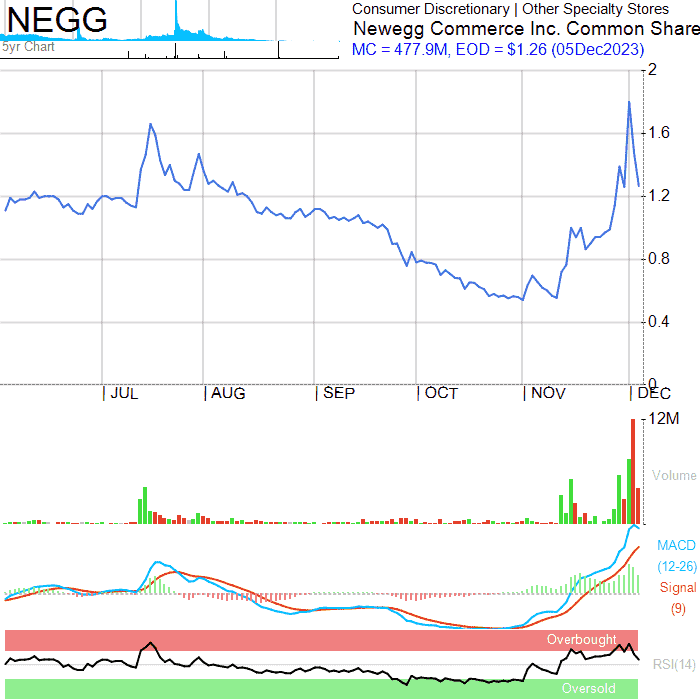 NEGG
5yr Chart
Consumer Discretionary | Other Specialty Stores
Newegg Commerce Inc. Common Share
MC = 477.9M, EOD = $1.26 (05Dec2023)
2
1.6
1.2
0.8
0.4
0
| JUL | AUG | SEP | OCT | NOV | DEC
12M
Volume
MACD
(12-26)
Signal
(9)
Overbought
RSI(14)
Oversold